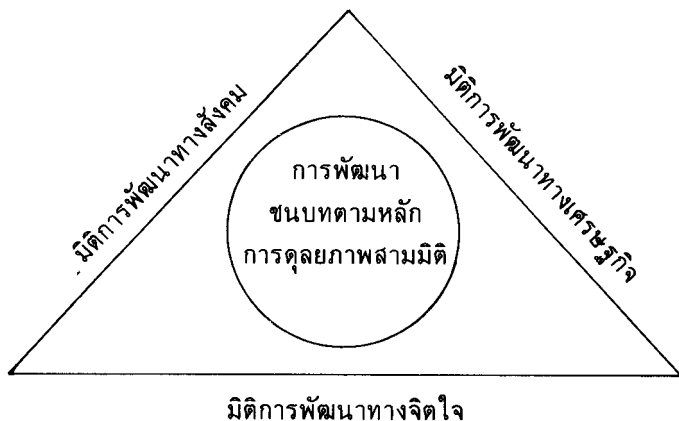 มิติการพัฒนาทางสังคม
มิติการพัฒนาทางเศรษฐกิจ
การพัฒนา
ชนบทตามหลัก
การดุลยภาพสามมิติ
มิติการพัฒนาทางจิตใจ